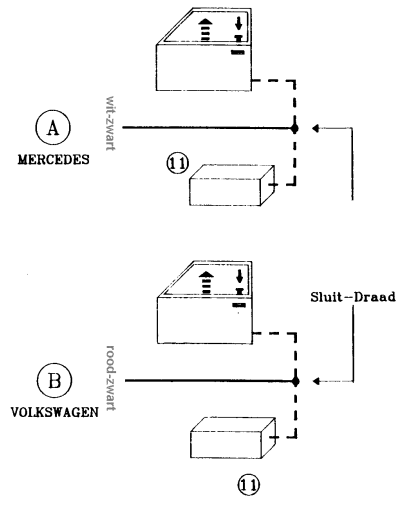 wit-zwart
A
MERCEDES
11
Sluit-Draad
rood-zwart
B
VOLKSWAGEN
11